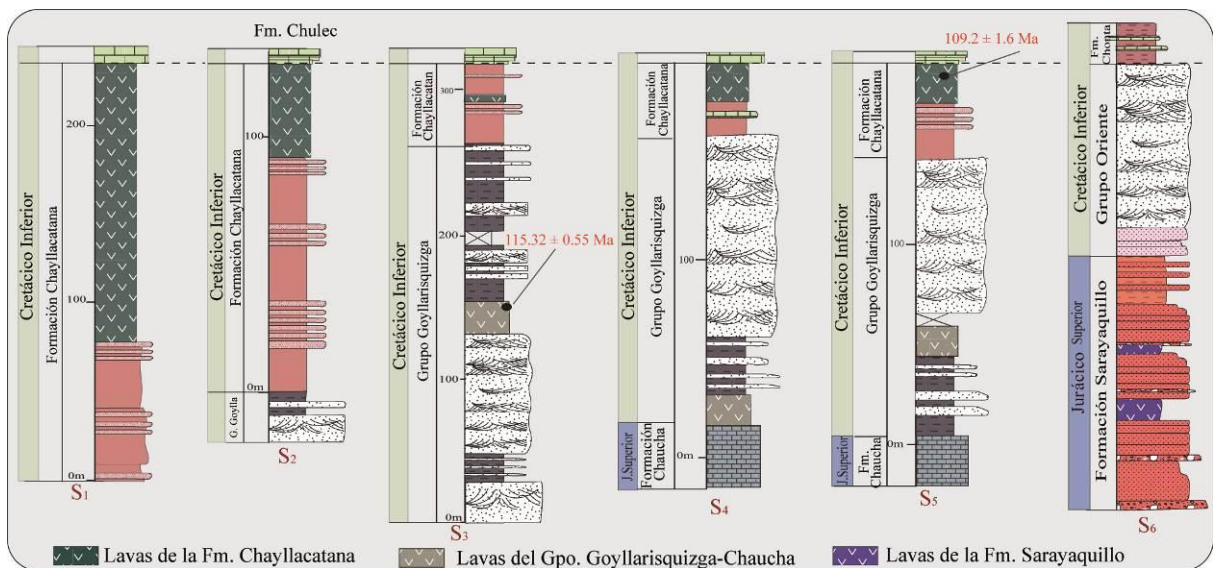 Fm. Chulec
Cretácico Inferior
Formación Chayllacatana
200
100
0m
S1
Cretácico Inferior
Formación Chayllacatana
G. Goylla
100
0m
S2
Cretácico Inferior
Formación
Chayllacatan
Grupo Goyllarisquizga
300
200
100
0m
115.32 ± 0.55 Ma
S3
Cretácico Inferior
J.Superior
Formación
Chayllacatana
Grupo Goyllarisquizga
Formación
Chaucha
100
0m
S4
109.2 ± 1.6 Ma
Cretácico Inferior
J.Superior
Formación
Chayllacatana
Grupo Goyllarisquizga
Fm.
Chaucha
100
0m
S5
Cretácico Inferior
Jurácico Superior
Fm.
Chonta
Grupo Oriente
Formación Sarayaquillo
S6
Lavas de la Fm. Chayllacatana
Lavas del Gpo. Goyllarisquizga-Chaucha
Lavas de la Fm. Sarayaquillo